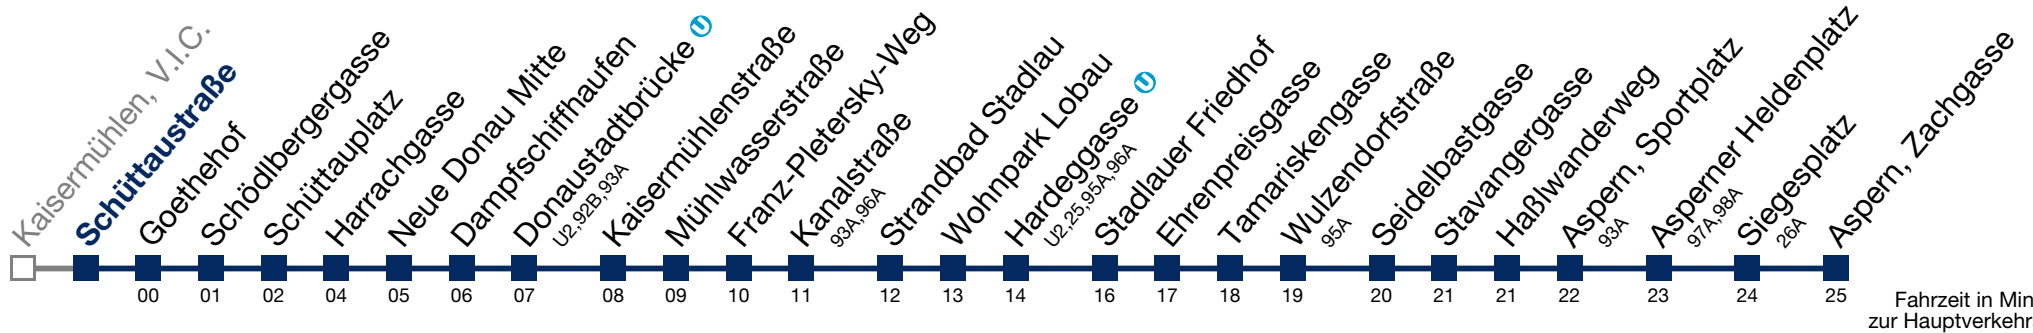 Kaisermühlen, V.I.C.
Schüttaustraße
Goethehof
Schödlbergergasse
Schüttauplatz
Harrachgasse
Neue Donau Mitte
Dampfschiffhaufen
Donaustadtbrücke U
U2,92B,93A
Kaisermühlenstraße
Mühlwasserstraße
Franz-Pletersky-Weg
Kanalstraße
93A,96A
Strandbad Stadlau
Wohnpark Lobau
Hardeggasse U
U2,25,95A,96A
Stadlauer Friedhof
Ehrenpreisgasse
Tamariskengasse
Wulzendorfstraße
95A
Seidelbastgasse
Stavangergasse
Haßlwanderweg
Aspern, Sportplatz
93A
Asperner Heldenplatz
97A,98A
Siegesplatz
26A
Aspern, Zachgasse
00 01 02 04 05 06 07 08 09 10 11 12 13 14 16 17 18 19 20 21 21 22 23 24 25
Fahrzeit in Min
zur Hauptverkehr